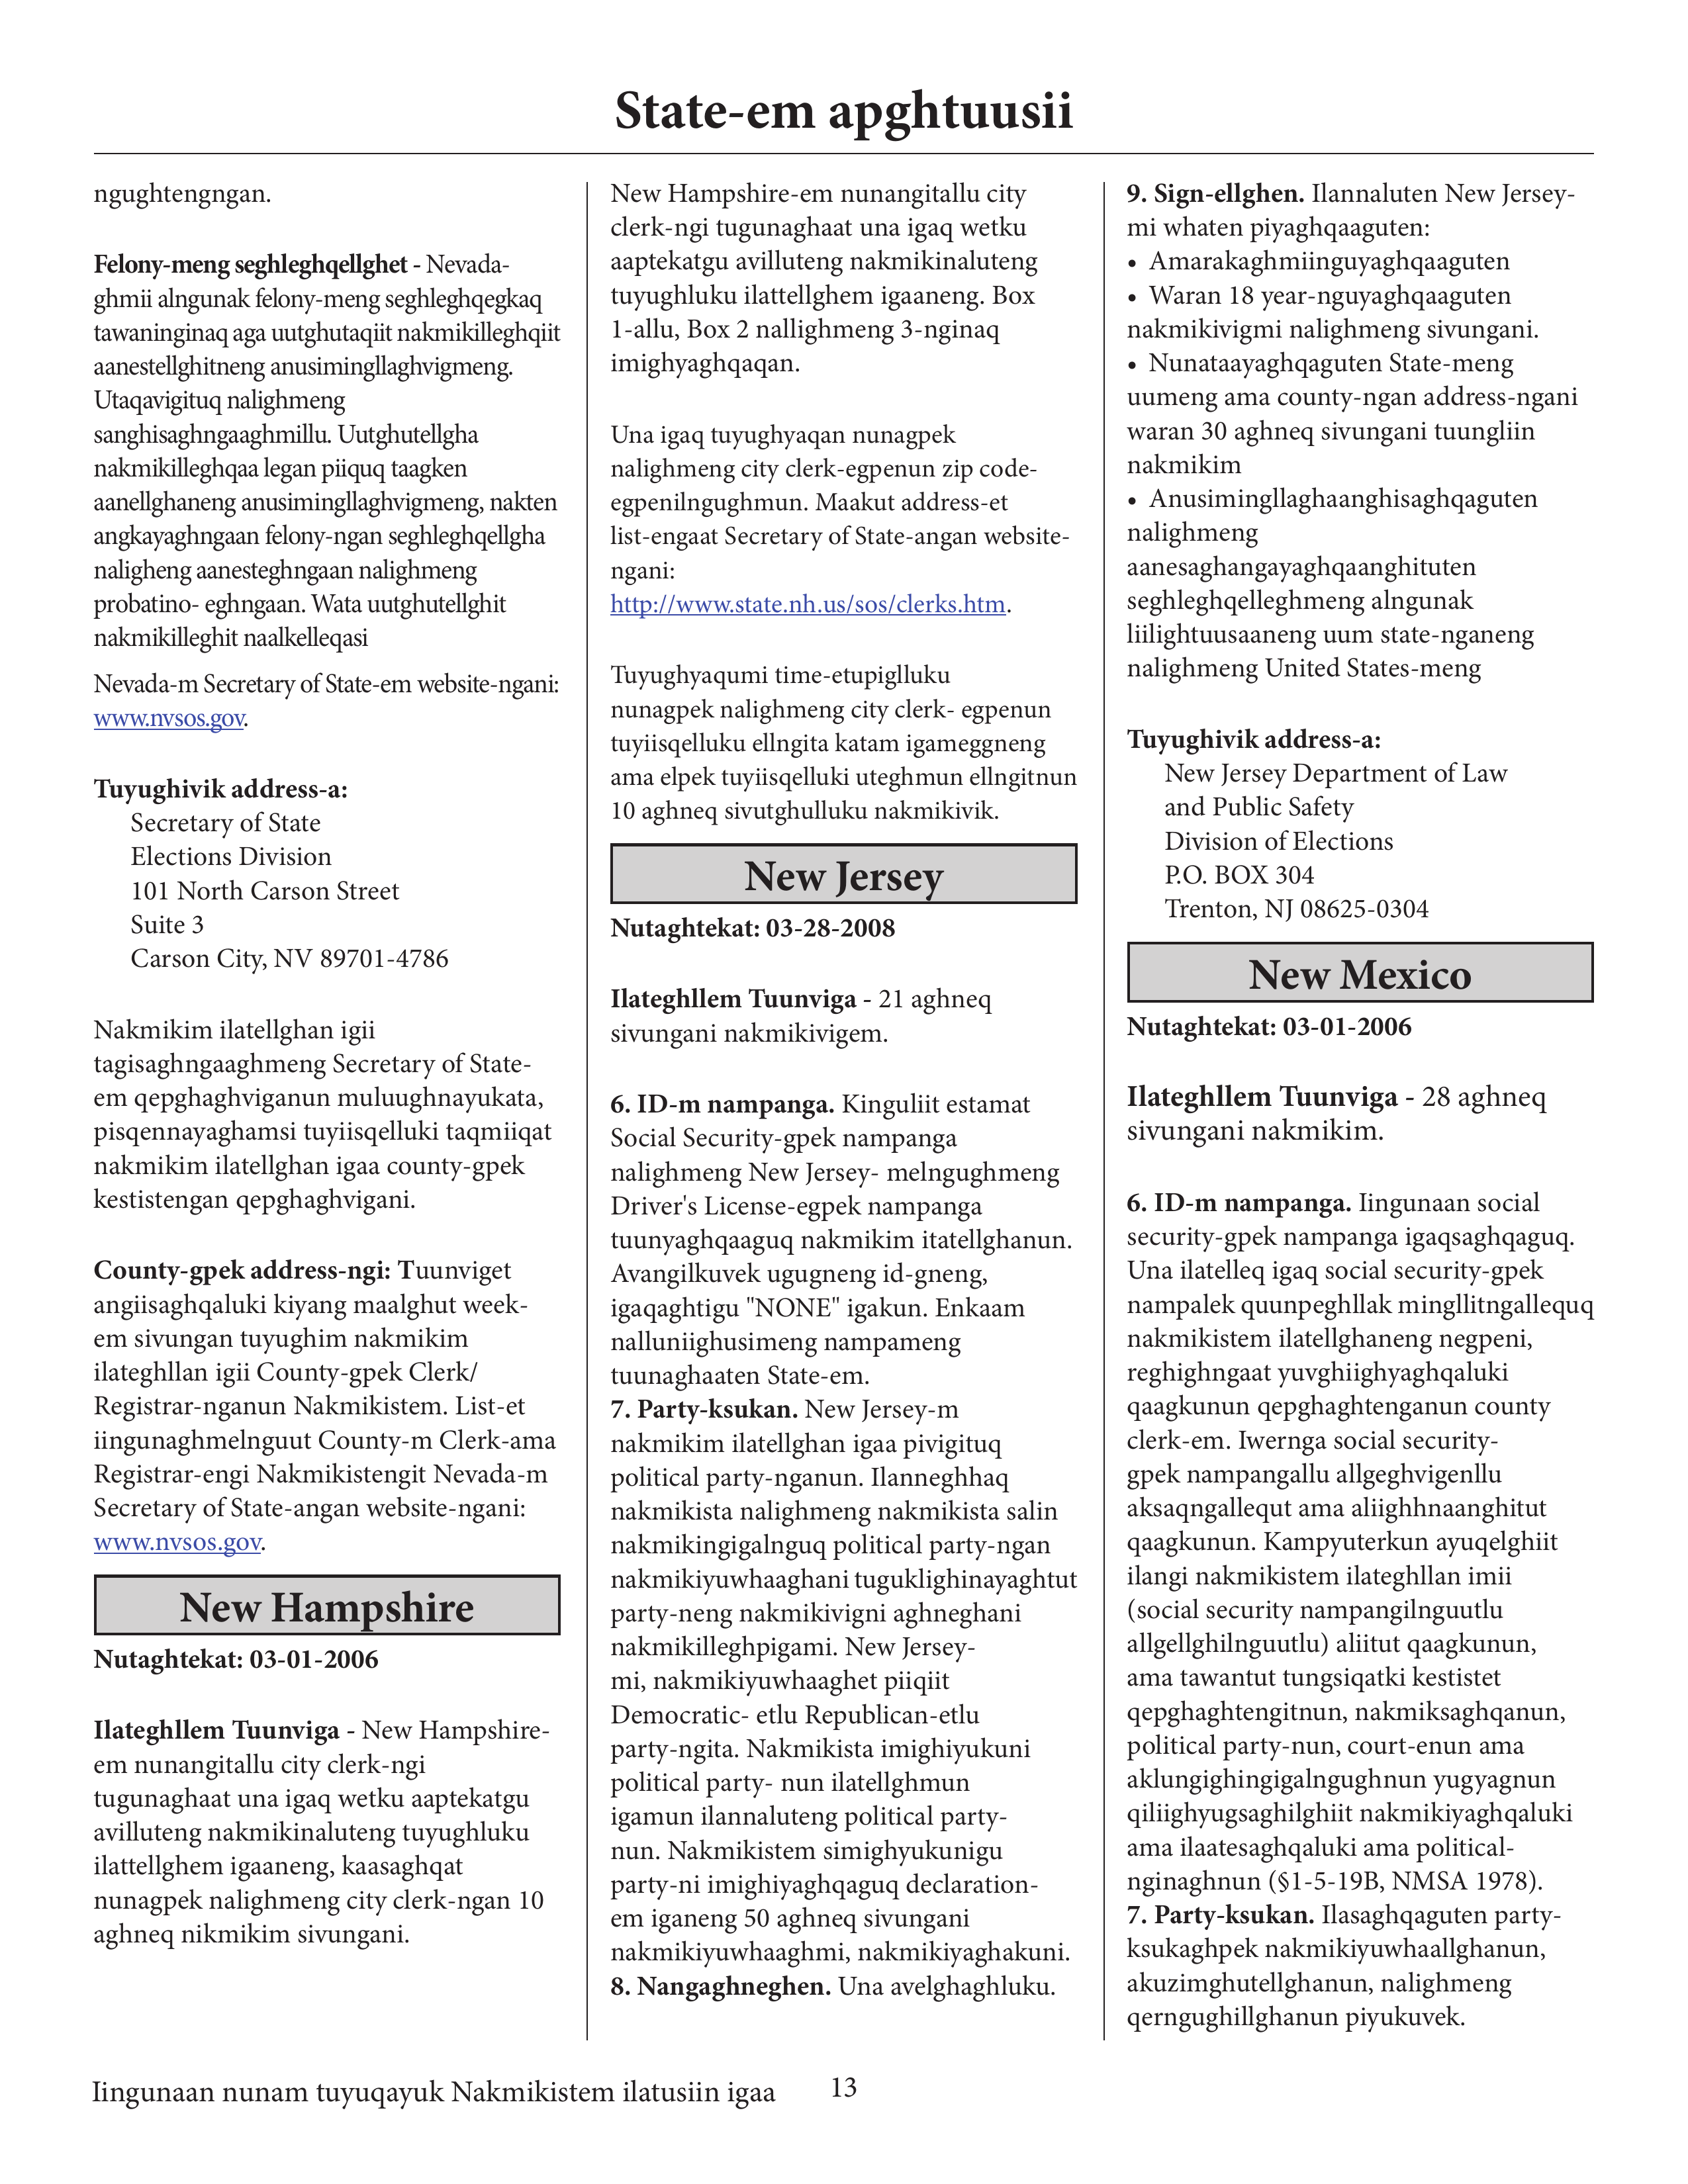 State-em apghtuusii
ngughtengngan.
Felony-meng seghleghqellghet - Nevada-
ghmii alngunak felony-meng seghleghqegkaq
tawaninginaq aga uutghutaqiit nakmikilleghqiit
aanestellghitneng anusimingllaghvigmeng.
Utaqavigituq nalighmeng
sanghisaghngaaghmillu. Uutghutellgha
nakmikilleghqaa legan piiquq taagken
aanellghaneng anusimingllaghvigmeng, nakten
angkayaghngaan felony-ngan seghleghqellgha
naligheng aanesteghngaan nalighmeng
probatino- eghngaan. Wata uutghutellghit
nakmikilleghit naalkelleqasi
Nevada-m Secretary of State-em website-ngani:
www.nvsos.gov.
Tuyughivik address-a:
Secretary of State
Elections Division
101 North Carson Street
Suite 3
Carson City, NV 89701-4786
Nakmikim ilatellghan igii
tagisaghngaaghmeng Secretary of State-
em qepghaghviganun muluughnayukata,
pisqennayaghamsi tuyiisqelluki taqmiiqat
nakmikim ilatellghan igaa county-gpek
kestistengan qepghaghvigani.
County-gpek address-ngi: Tuunviget
angiisaghqaluki kiyang maalghut week-
em sivungan tuyughim nakmikim
ilateghllan igii County-gpek Clerk/
Registrar-nganun Nakmikistem. List-et
iingunaghmelnguut County-m Clerk-ama
Registrar-engi Nakmikistengit Nevada-m
Secretary of State-angan website-ngani:
www.nvsos.gov.
New Hampshire
Nutaghtekat: 03-01-2006
Ilateghllem Tuunviga - New Hampshire-
em nunangitallu city clerk-ngi
tugunaghaat una igaq wetku aaptekatgu
avilluteng nakmikinaluteng tuyughluku
ilattellghem igaaneng, kaasaghqat
nunagpek nalighmeng city clerk-ngan 10
aghneq nikmikim sivungani.
New Hampshire-em nunangitallu city
clerk-ngi tugunaghaat una igaq wetku
aaptekatgu avilluteng nakmikinaluteng
tuyughluku ilattellghem igaaneng. Box
1-allu, Box 2 nallighmeng 3-nginaq
imighyaghqaqan.
Una igaq tuyughyaqan nunagpek
nalighmeng city clerk-egpenun zip code-
egpenilngughmun. Maakut address-et
list-engaat Secretary of State-angan website-
ngani:
http://www.state.nh.us/sos/clerks.htm.
Tuyughyaqumi time-etupiglluku
nunagpek nalighmeng city clerk- egpenun
tuyiisqelluku ellngita katam igameggneng
ama elpek tuyiisqelluki uteghmun ellngitnun
10 aghneq sivutghulluku nakmikivik.
New Jersey
Nutaghtekat: 03-28-2008
Ilateghllem Tuunviga - 21 aghneq
sivungani nakmikivigem.
6. ID-m nampanga. Kinguliit estamat
Social Security-gpek nampanga
nalighmeng New Jersey- melngughmeng
Driver's License-egpek nampanga
tuunyaghqaaguq nakmikim itatellghanun.
Avangilkuvek ugugneng id-gneng,
igaqaghtigu "NONE" igakun. Enkaam
nalluniighusimeng nampameng
tuunaghaaten State-em.
7. Party-ksukan. New Jersey-m
nakmikim ilatellghan igaa pivigituq
political party-nganun. Ilanneghhaq
nakmikista nalighmeng nakmikista salin
nakmikingigalnguq political party-ngan
nakmikiyuwhaaghani tuguklighinayaghtut
party-neng nakmikivigni aghneghani
nakmikilleghpigami. New Jersey-
mi, nakmikiyuwhaaghet piiqiit
Democratic- etlu Republican-etlu
party-ngita. Nakmikista imighiyukuni
political party- nun ilatellghmun
igamun ilannaluteng political party-
nun. Nakmikistem simighyukunigu
party-ni imighiyaghqaguq declaration-
em iganeng 50 aghneq sivungani
nakmikiyuwhaaghmi, nakmikiyaghakuni.
8. Nangaghneghen. Una avelghaghluku.
9. Sign-ellghen. Ilannaluten New Jersey-
mi whaten piyaghqaaguten:
• Amarakaghmiinguyaghqaaguten
• Waran 18 year-nguyaghqaaguten
nakmikivigmi nalighmeng sivungani.
• Nunataayaghqaguten State-meng
uumeng ama county-ngan address-ngani
waran 30 aghneq sivungani tuungliin
nakmikim
• Anusimingllaghaanghisaghqaguten
nalighmeng
aanesaghangayaghqaanghituten
seghleghqelleghmeng alngunak
liilightuusaaneng uum state-nganeng
nalighmeng United States-meng
Tuyughivik address-a:
New Jersey Department of Law
and Public Safety
Division of Elections
P.O. BOX 304
Trenton, NJ 08625-0304
New Mexico
Nutaghtekat: 03-01-2006
Ilateghllem Tuunviga - 28 aghneq
sivungani nakmikim.
6. ID-m nampanga. Iingunaan social
security-gpek nampanga igaqsaghqaguq.
Una ilatelleq igaq social security-gpek
nampalek quunpeghllak mingllitngallequq
nakmikistem ilatellghaneng negpeni,
reghighngaat yuvghiighyaghqaluki
qaagkunun qepghaghtenganun county
clerk-em. Iwernga social security-
gpek nampangallu allgeghvigenllu
aksaqngallequt ama aliighhnaanghitut
qaagkunun. Kampyuterkun ayuqelghiit
ilangi nakmikistem ilateghllan imii
(social security nampangilnguutlu
allgellghilnguutlu) aliitut qaagkunun,
ama tawantut tungsiqatki kestistet
qepghaghtengitnun, nakmiksaghqanun,
political party-nun, court-enun ama
aklungighingigalngughnun yugyagnun
qiliighyugsaghilghiit nakmikiyaghqaluki
ama ilaatesaghqaluki ama political-
nginaghnun (§1-5-19B, NMSA 1978).
7. Party-ksukan. Ilasaghqaguten party-
ksukaghpek nakmikiyuwhaallghanun,
akuzimghutellghanun, nalighmeng
qerngughillghanun piyukuvek.
Iingunaan nunam tuyuqayuk Nakmikistem ilatusiin igaa
13